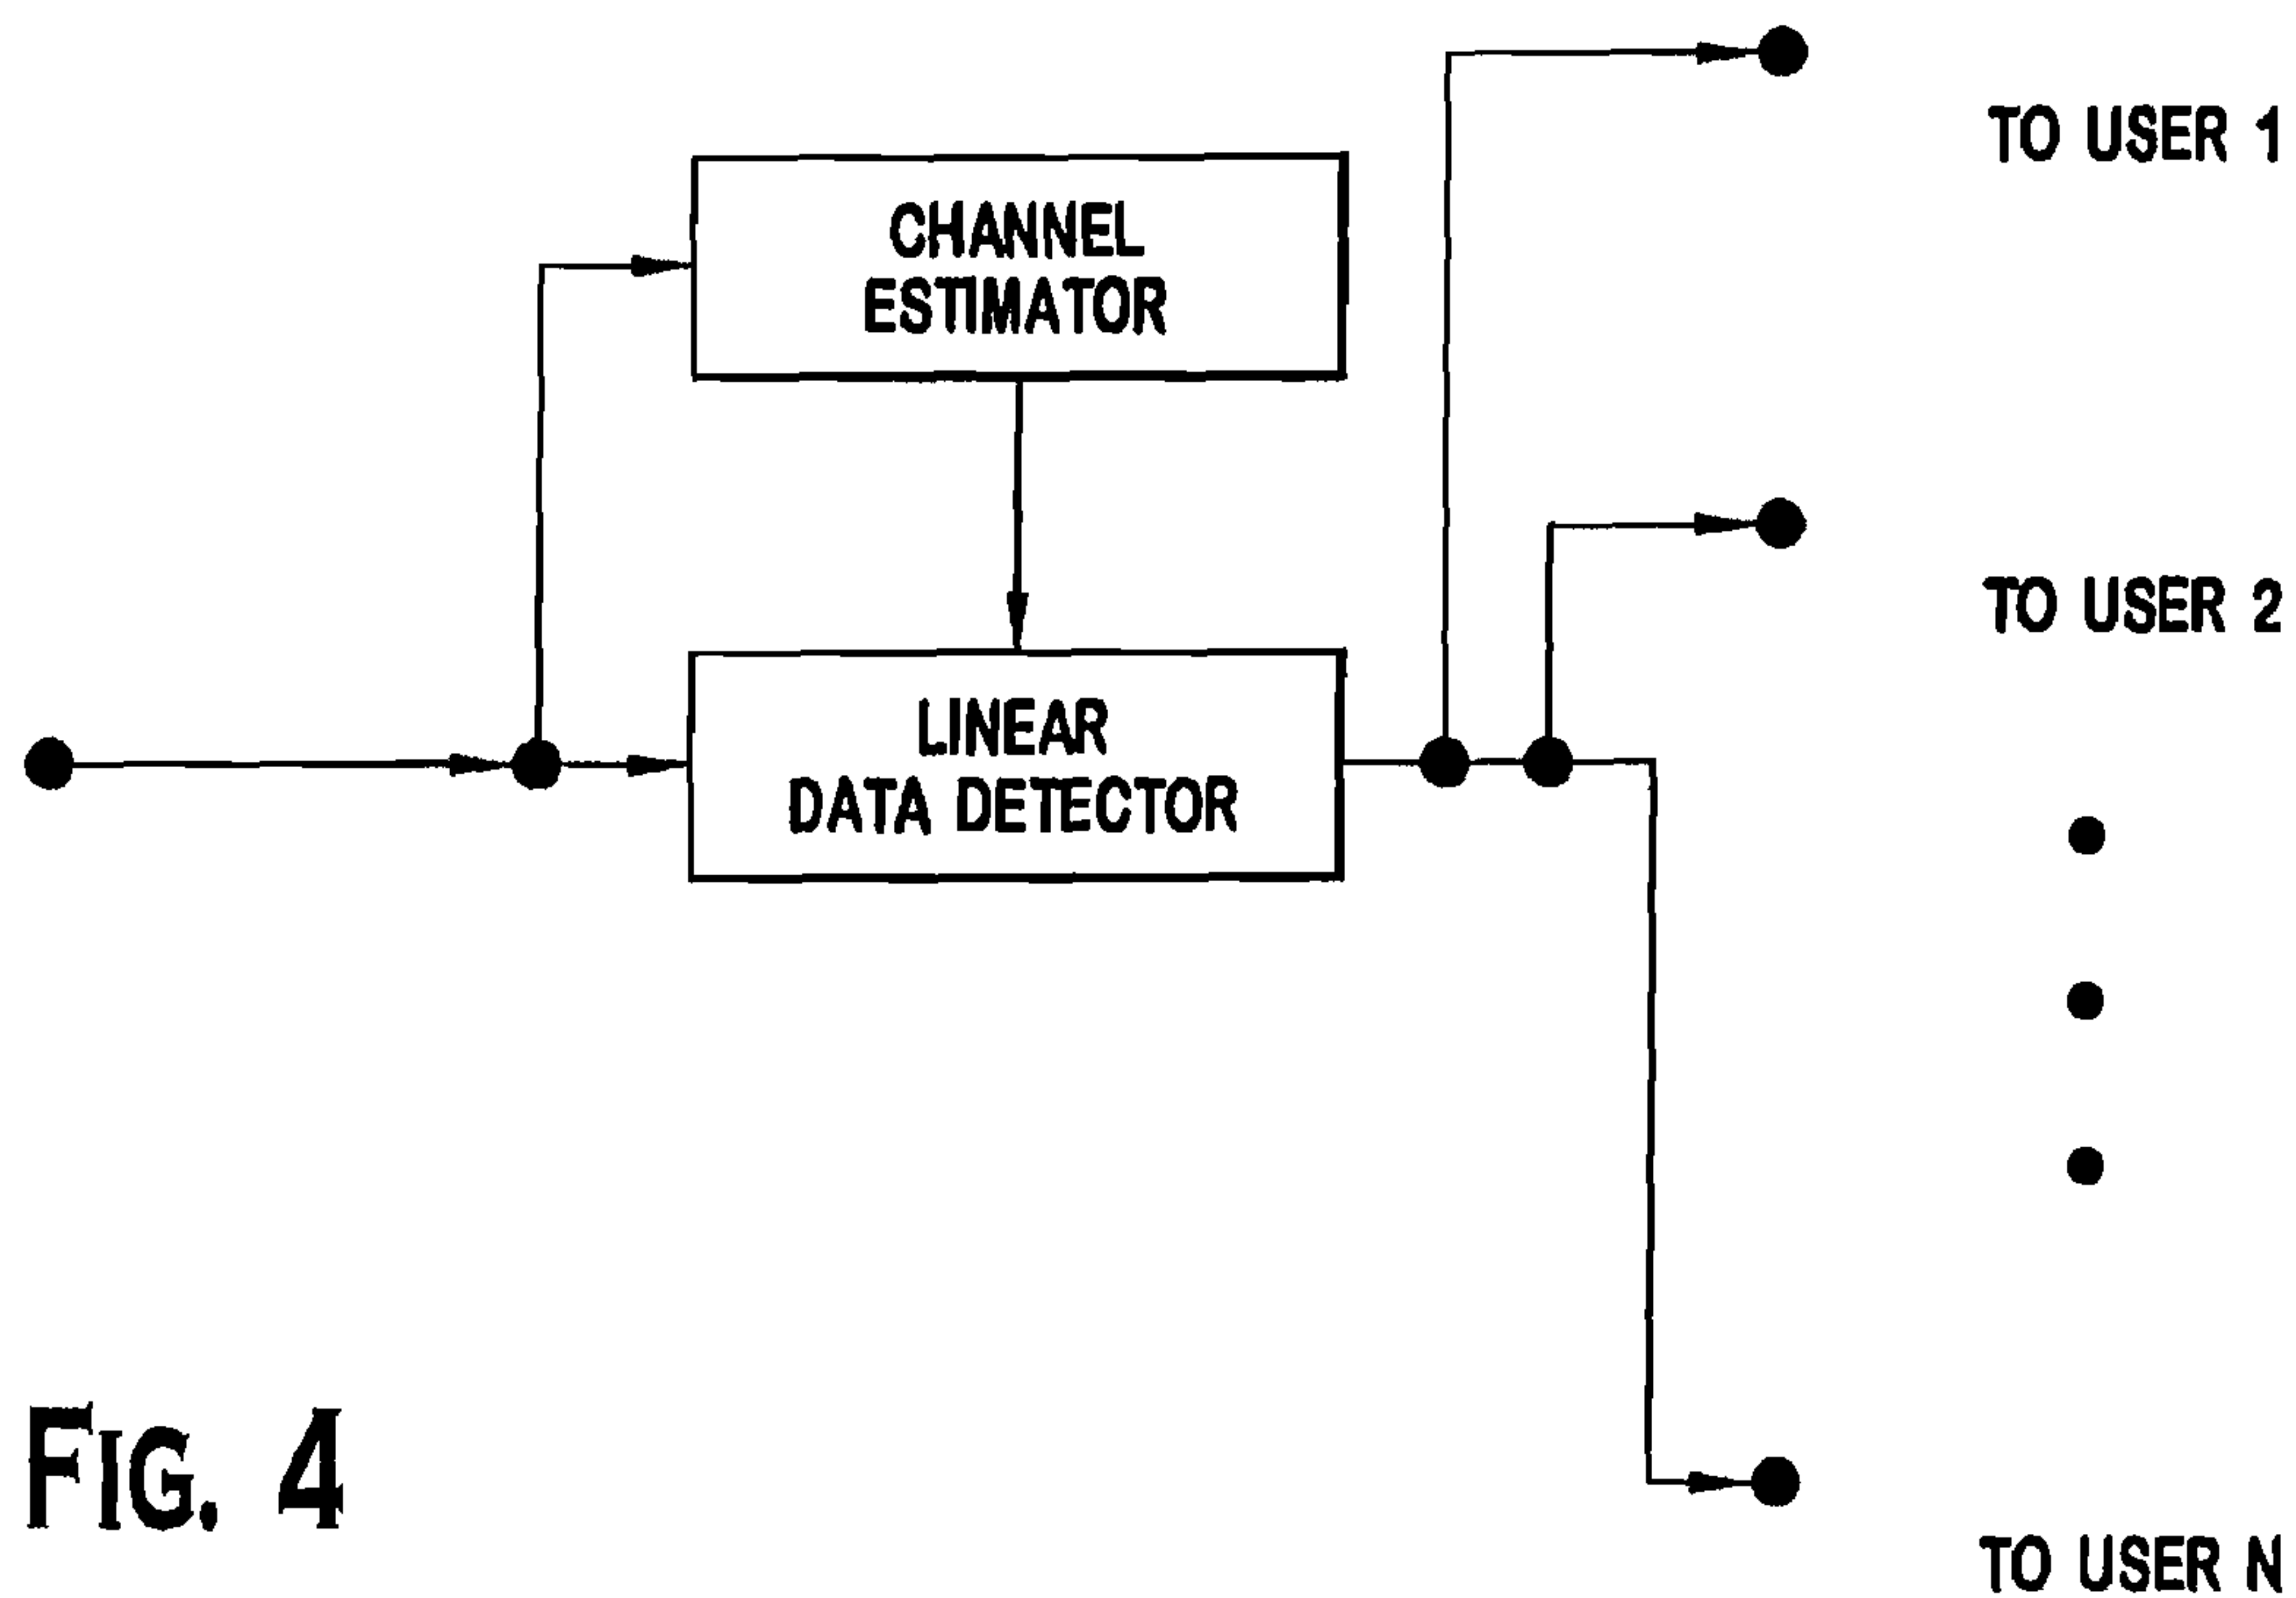 TO USER 1
CHANNEL
ESTIMATOR
TO USER 2
LINEAR
DATA DETECTOR
FIG. 4
TO USER N